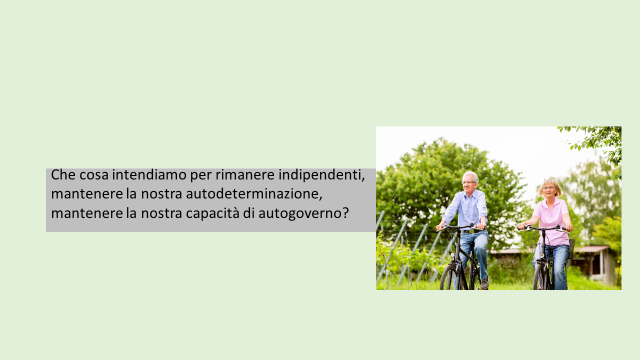 Che cosa intendiamo per rimanere indipendenti,
mantenere la nostra autodeterminazione,
mantenere la nostra capacità di autogoverno?